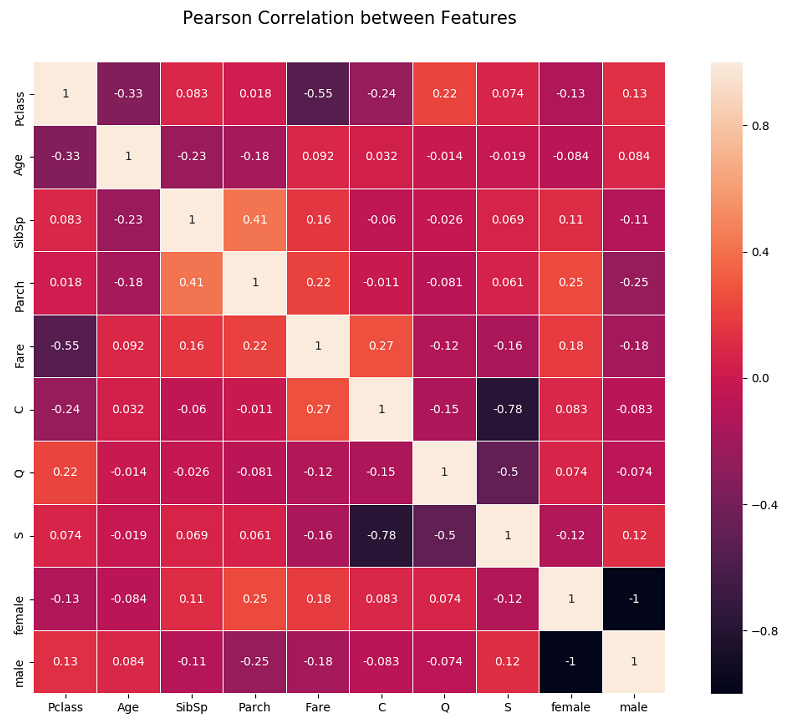 Pearson Correlation between Features
Pclass 1 -0.33 0.083 0.018 -0.55 -0.24 0.22 0.074 -0.13 0.13
Age -0.33 1 -0.23 -0.18 0.092 0.032 -0.014 -0.019 -0.084 0.084
SibSp 0.083 -0.23 1 0.41 0.16 -0.06 -0.026 0.069 0.11 -0.11
Parch 0.018 -0.18 0.41 1 0.22 -0.011 -0.081 0.061 0.25 -0.25
Fare -0.55 0.092 0.16 0.22 1 0.27 -0.12 -0.16 0.18 -0.18
C -0.24 0.032 -0.06 -0.011 0.27 1 -0.15 -0.78 0.083 -0.083
Q 0.22 -0.014 -0.026 -0.081 -0.12 -0.15 1 -0.5 0.074 -0.074
S 0.074 -0.019 0.069 0.061 -0.16 -0.78 -0.5 1 -0.12 0.12
female -0.13 -0.084 0.11 0.25 0.18 0.083 0.074 -0.12 1 -1
male 0.13 0.084 -0.11 -0.25 -0.18 -0.083 -0.074 0.12 -1 1
Pclass Age SibSp Parch Fare C Q S female male
0.8
0.4
0.0
−0.4
−0.8